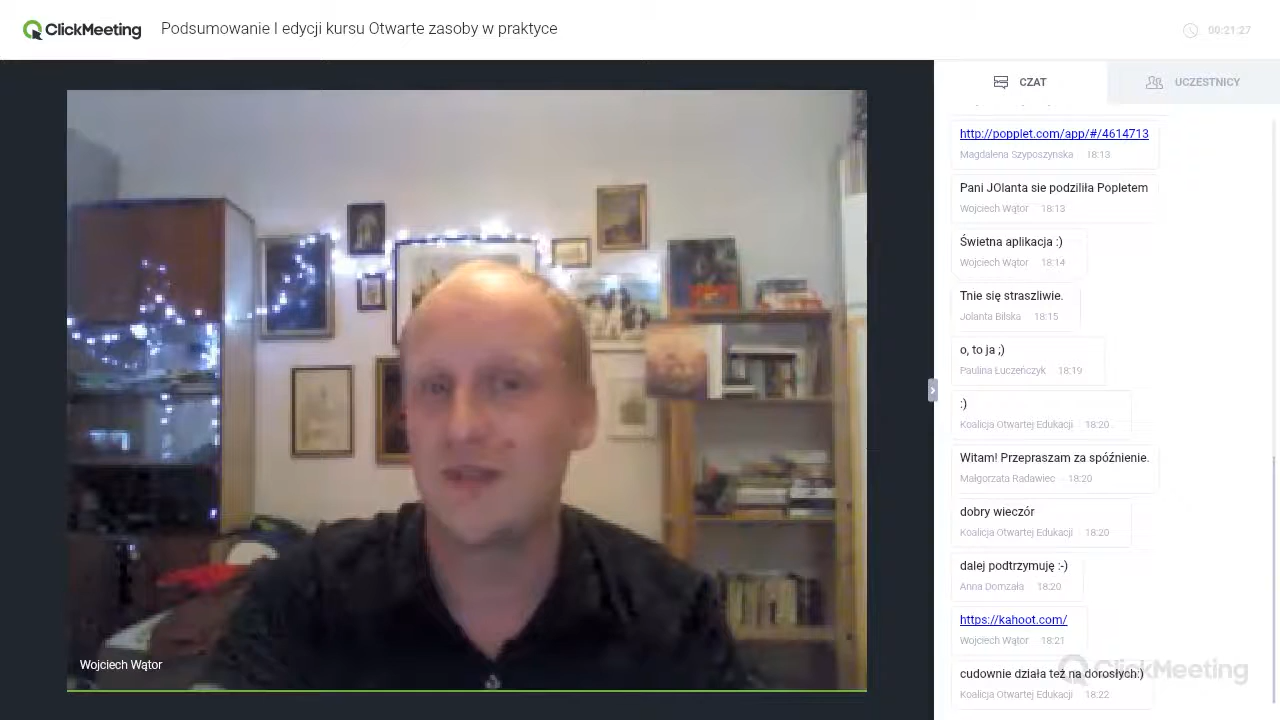 ClickMeeting
Podsumowanie I edycji kursu Otwarte zasoby w praktyce
00:21:27
CZAT
UCZESTNICY
http://popplet.com/app/#/4614713
Magdalena Szyposzynska 18:13
Pani JOlanta sie podziliła Popletem
Wojciech Wątor 18:13
Świetna aplikacja :)
Wojciech Wątor 18:14
Tnie się straszliwie.
Jolanta Bilska 18:15
o, to ja ;)
Paulina Łuczeńczyk 18:19
:)
Koalicja Otwartej Edukacji 18:20
Witam! Przepraszam za spóźnienie.
Małgorzata Radawiec 18:20
dobry wieczór
Koalicja Otwartej Edukacji 18:20
dalej podtrzymuję :-)
Anna Domżała 18:20
https://kahoot.com/
Wojciech Wątor 18:21
cudownie działa też na dorosłych:)
Koalicja Otwartej Edukacji 18:22
ClickMeeting
Wojciech Wątor